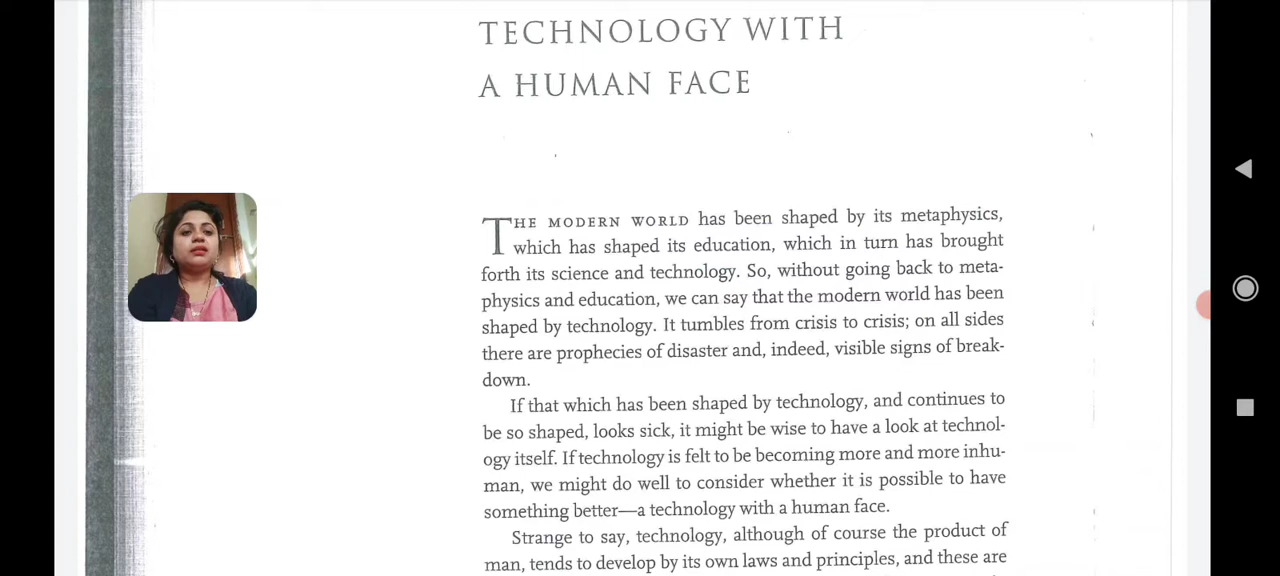 TECHNOLOGY WITH
A HUMAN FACE
THE MODERN WORLD has been shaped by its metaphysics,
which has shaped its education, which in turn has brought
forth its science and technology. So, without going back to meta-
physics and education, we can say that the modern world has been
shaped by technology. It tumbles from crisis to crisis; on all sides
there are prophecies of disaster and, indeed, visible signs of break-
down.
If that which has been shaped by technology, and continues to
be so shaped, looks sick, it might be wise to have a look at technol-
ogy itself. If technology is felt to be becoming more and more inhu-
man, we might do well to consider whether it is possible to have
something better—a technology with a human face.
Strange to say, technology, although of course the product of
man, tends to develop by its own laws and principles, and these are